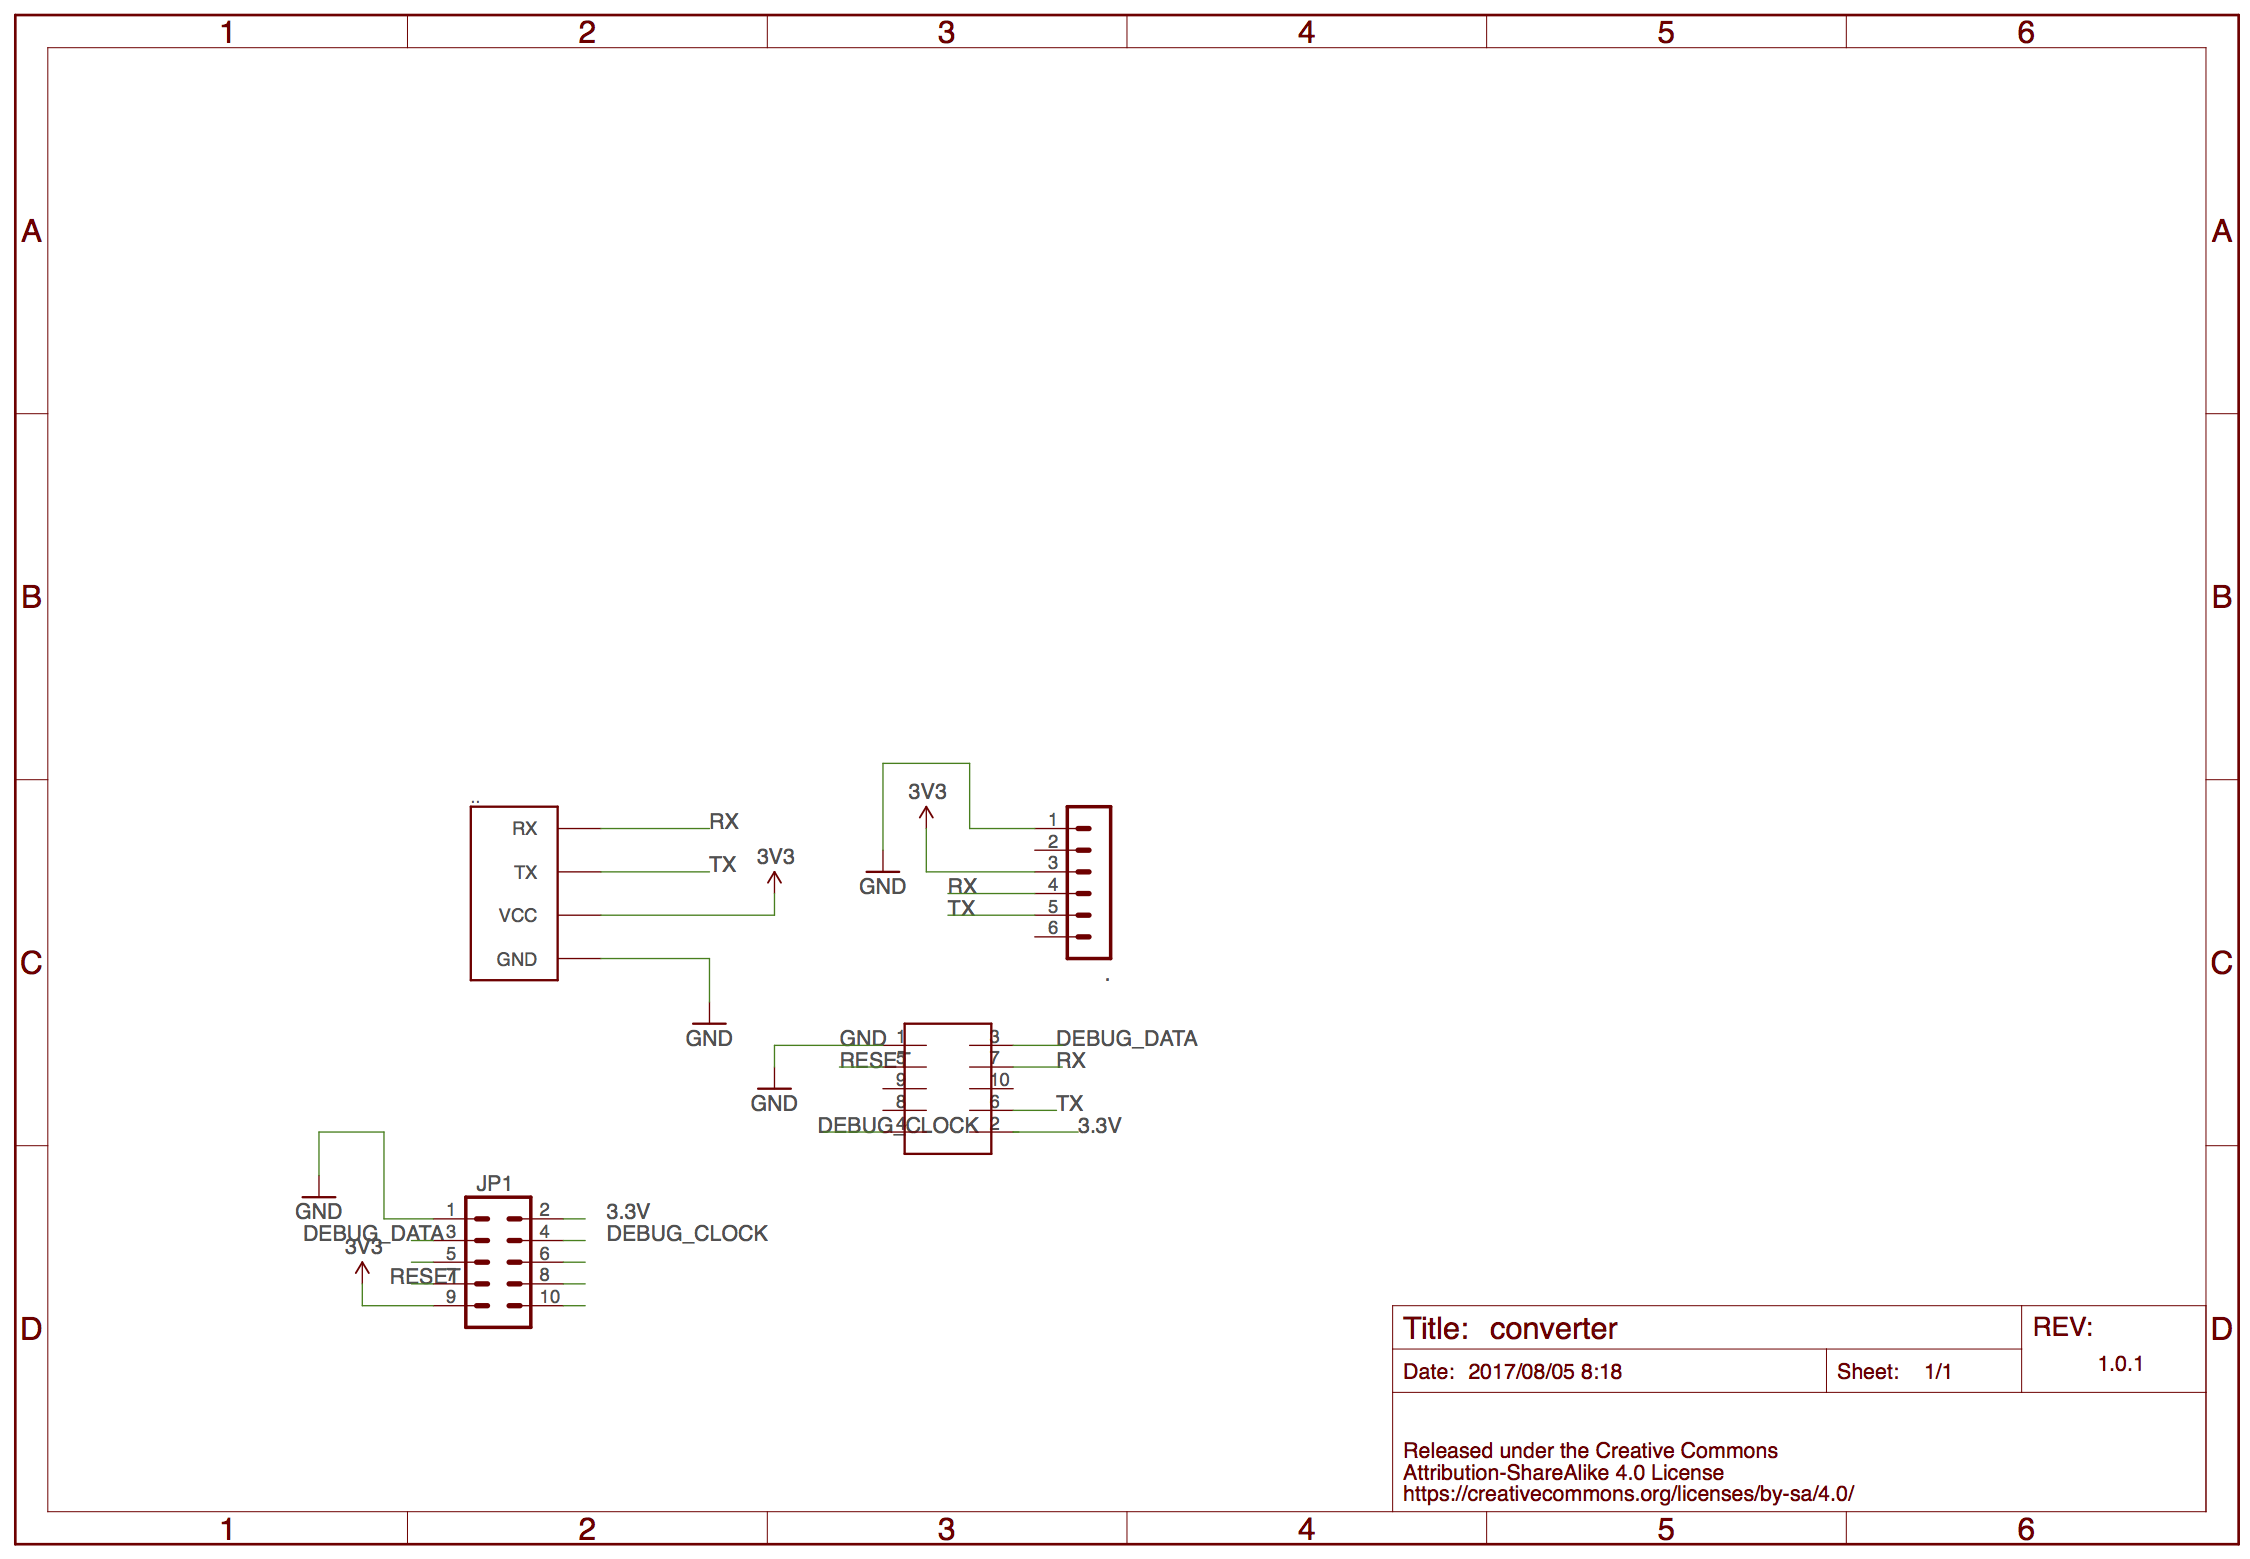 1 2 3 4 5 6
A A
B B
C C
D D
RX
TX
VCC
GND
RX
TX
3V3
GND
3V3
GND
RX
TX
1
2
3
4
5
6
GND 1 3 DEBUG_DATA
RESET 5 7 RX
9 10
8 6 TX
DEBUG_CLOCK 4 2 3.3V
GND
JP1
GND 1 2 3.3V
DEBUG_DATA 3 4 DEBUG_CLOCK
3V3 5 6
RESET 7 8
9 10
Title: converter
REV:
1.0.1
Date: 2017/08/05 8:18
Sheet: 1/1
Released under the Creative Commons
Attribution-ShareAlike 4.0 License
https://creativecommons.org/licenses/by-sa/4.0/
1 2 3 4 5 6